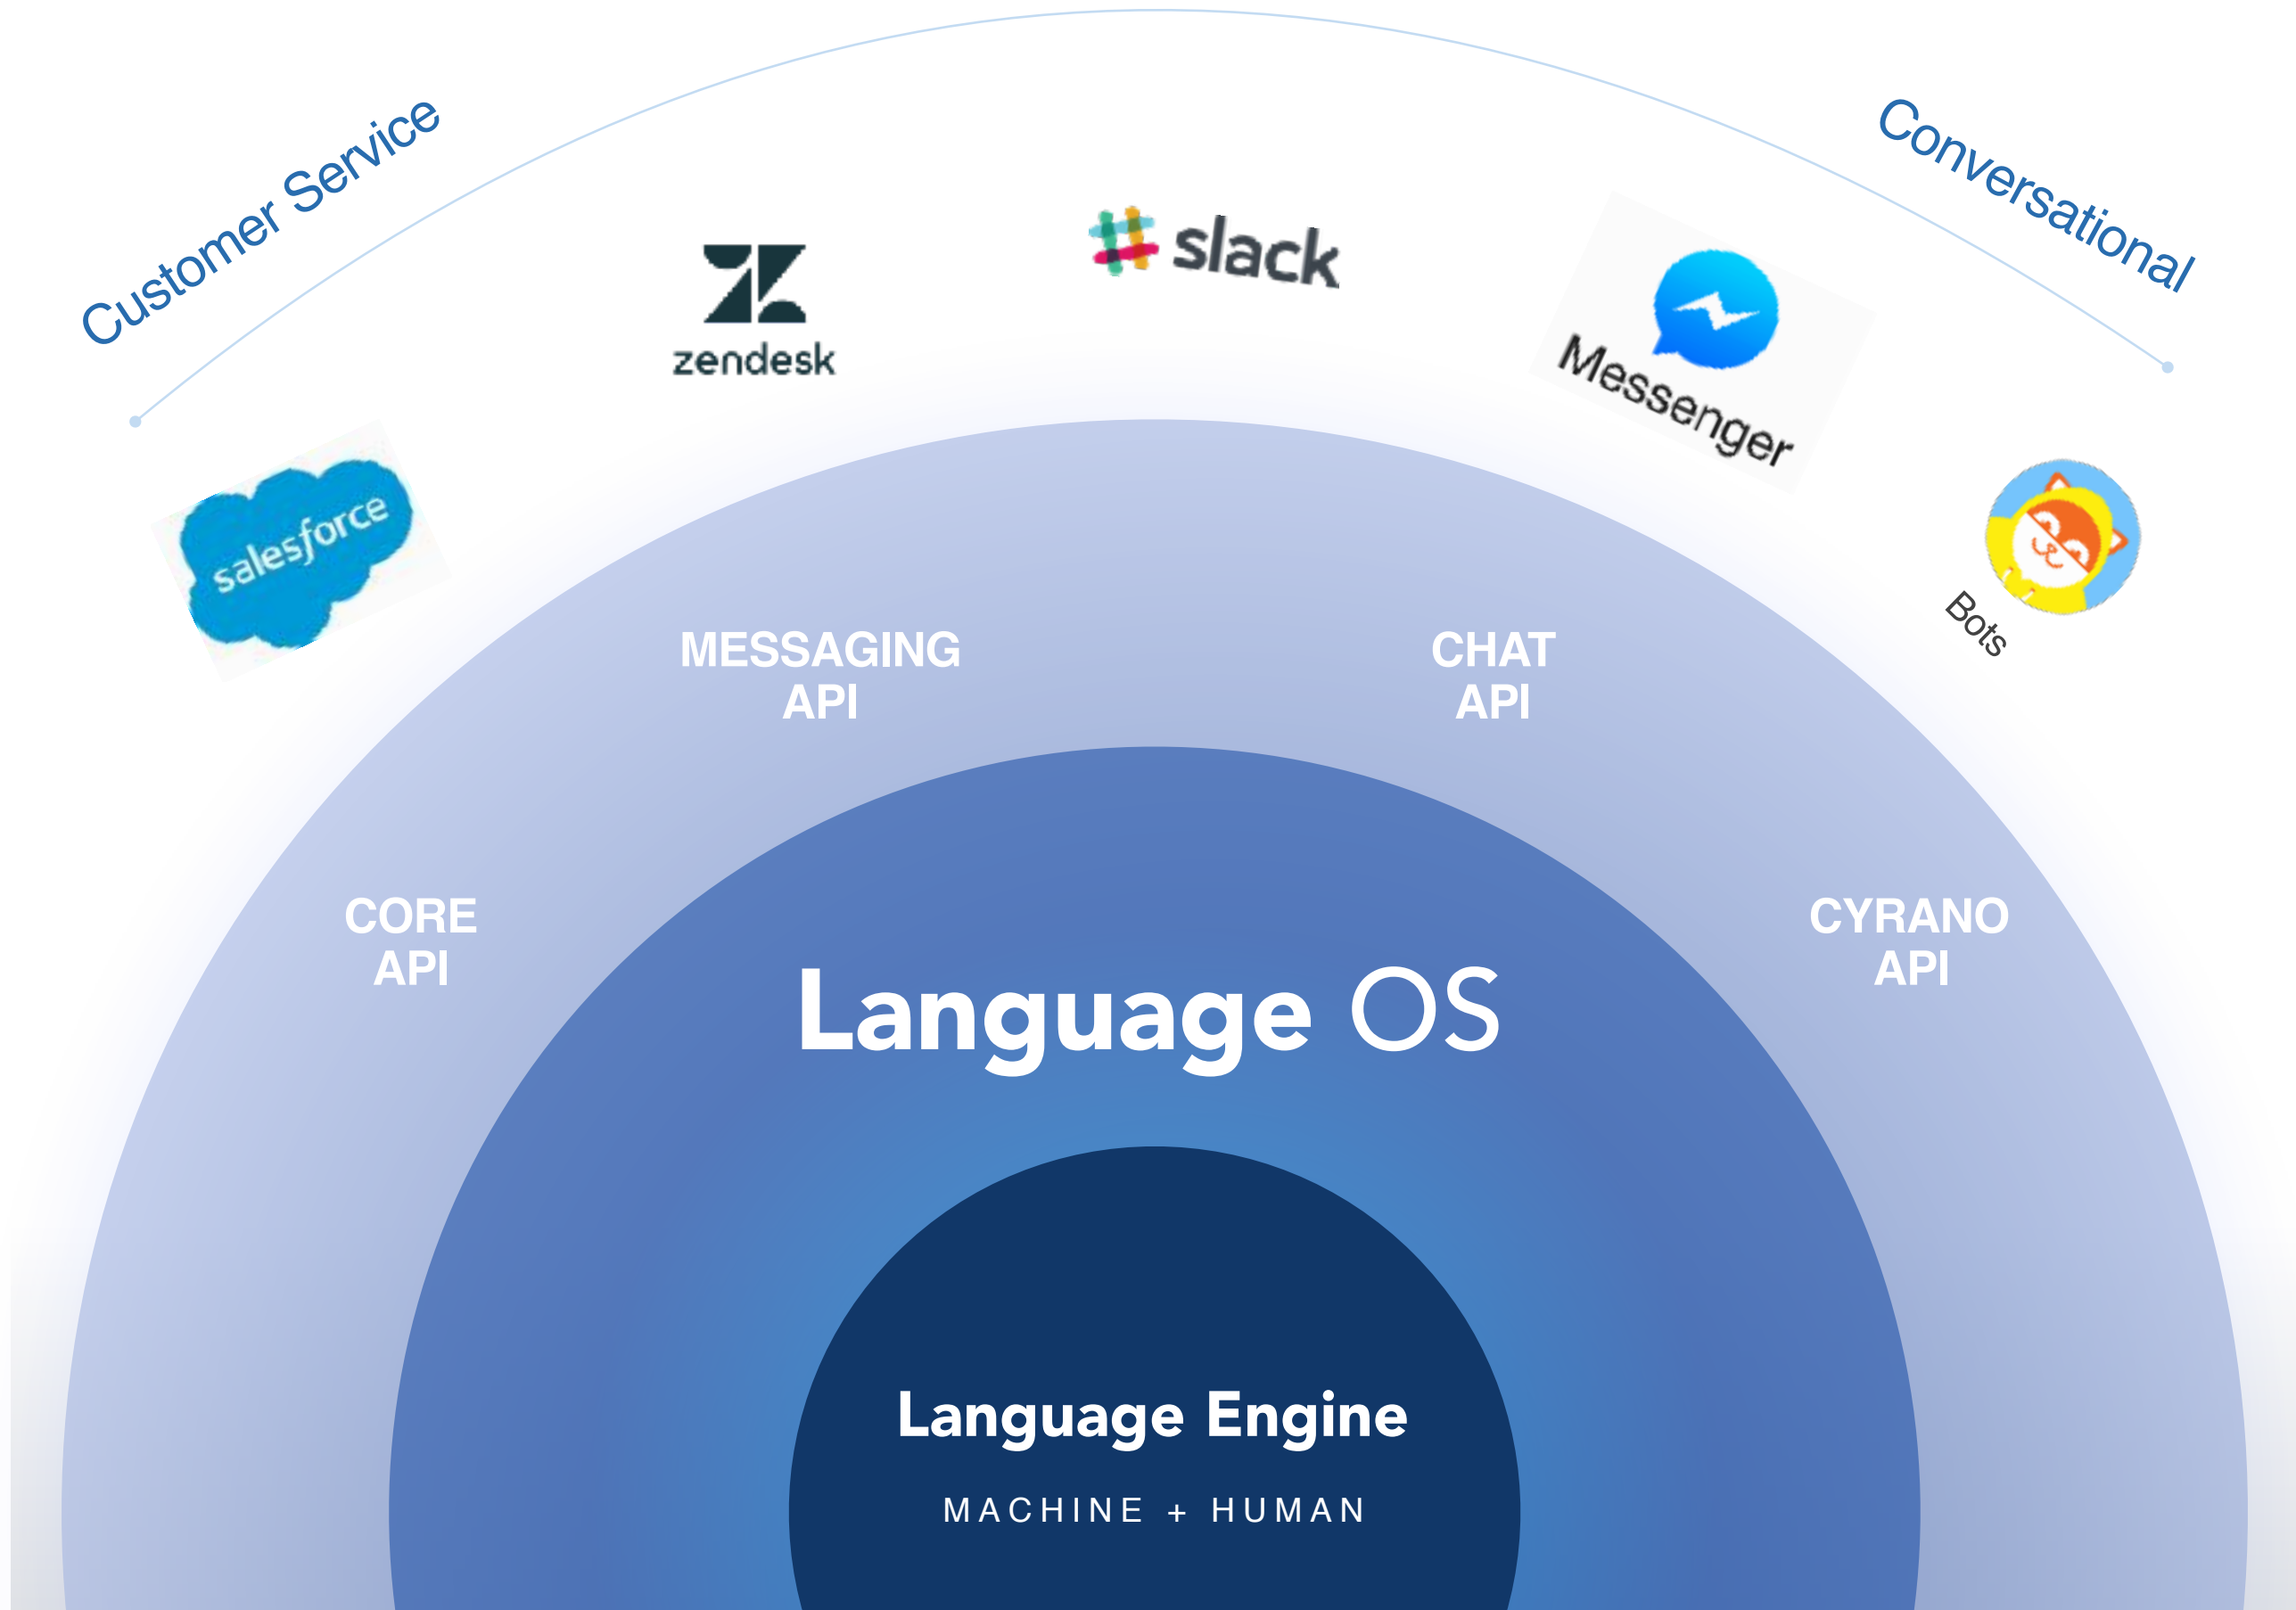 Customer Service
Conversational
salesforce
zendesk
slack
Messenger
Bots
MESSAGING
API
CHAT
API
CORE
API
CYRANO
API
Language OS
Language Engine
MACHINE + HUMAN